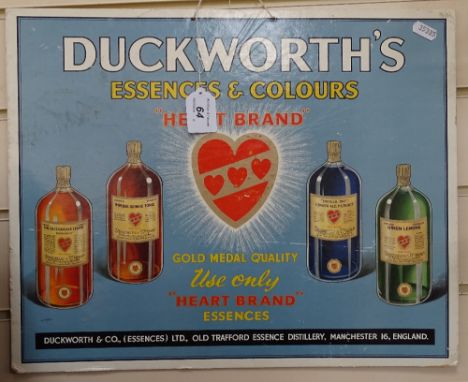 DUCKWORTH'S
ESSENCES & COLOURS
"HEART BRAND"
64
GOLD MEDAL QUALITY
Use only
"HEART BRAND"
ESSENCES
DUCKWORTH & CO., (ESSENCES) LTD., OLD TRAFFORD ESSENCE DISTILLERY, MANCHESTER 16, ENGLAND.